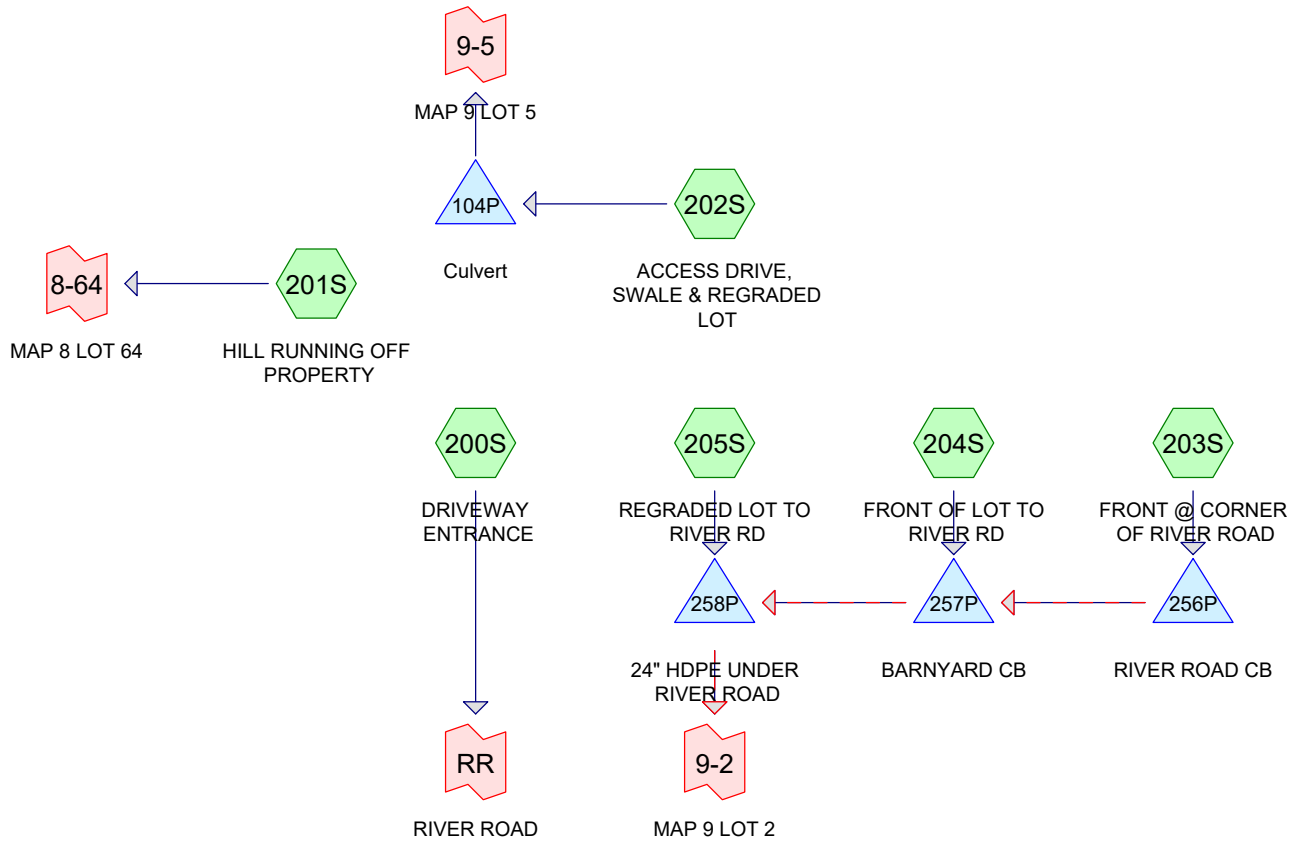 9-5
MAP 9 LOT 5
104P
Culvert
202S
ACCESS DRIVE,
SWALE & REGRADED
LOT
8-64
MAP 8 LOT 64
201S
HILL RUNNING OFF
PROPERTY
200S
DRIVEWAY
ENTRANCE
205S
REGRADED LOT TO
RIVER RD
204S
FRONT OF LOT TO
RIVER RD
203S
FRONT @ CORNER
OF RIVER ROAD
258P
24" HDPE UNDER
RIVER ROAD
257P
BARNYARD CB
256P
RIVER ROAD CB
RR
RIVER ROAD
9-2
MAP 9 LOT 2